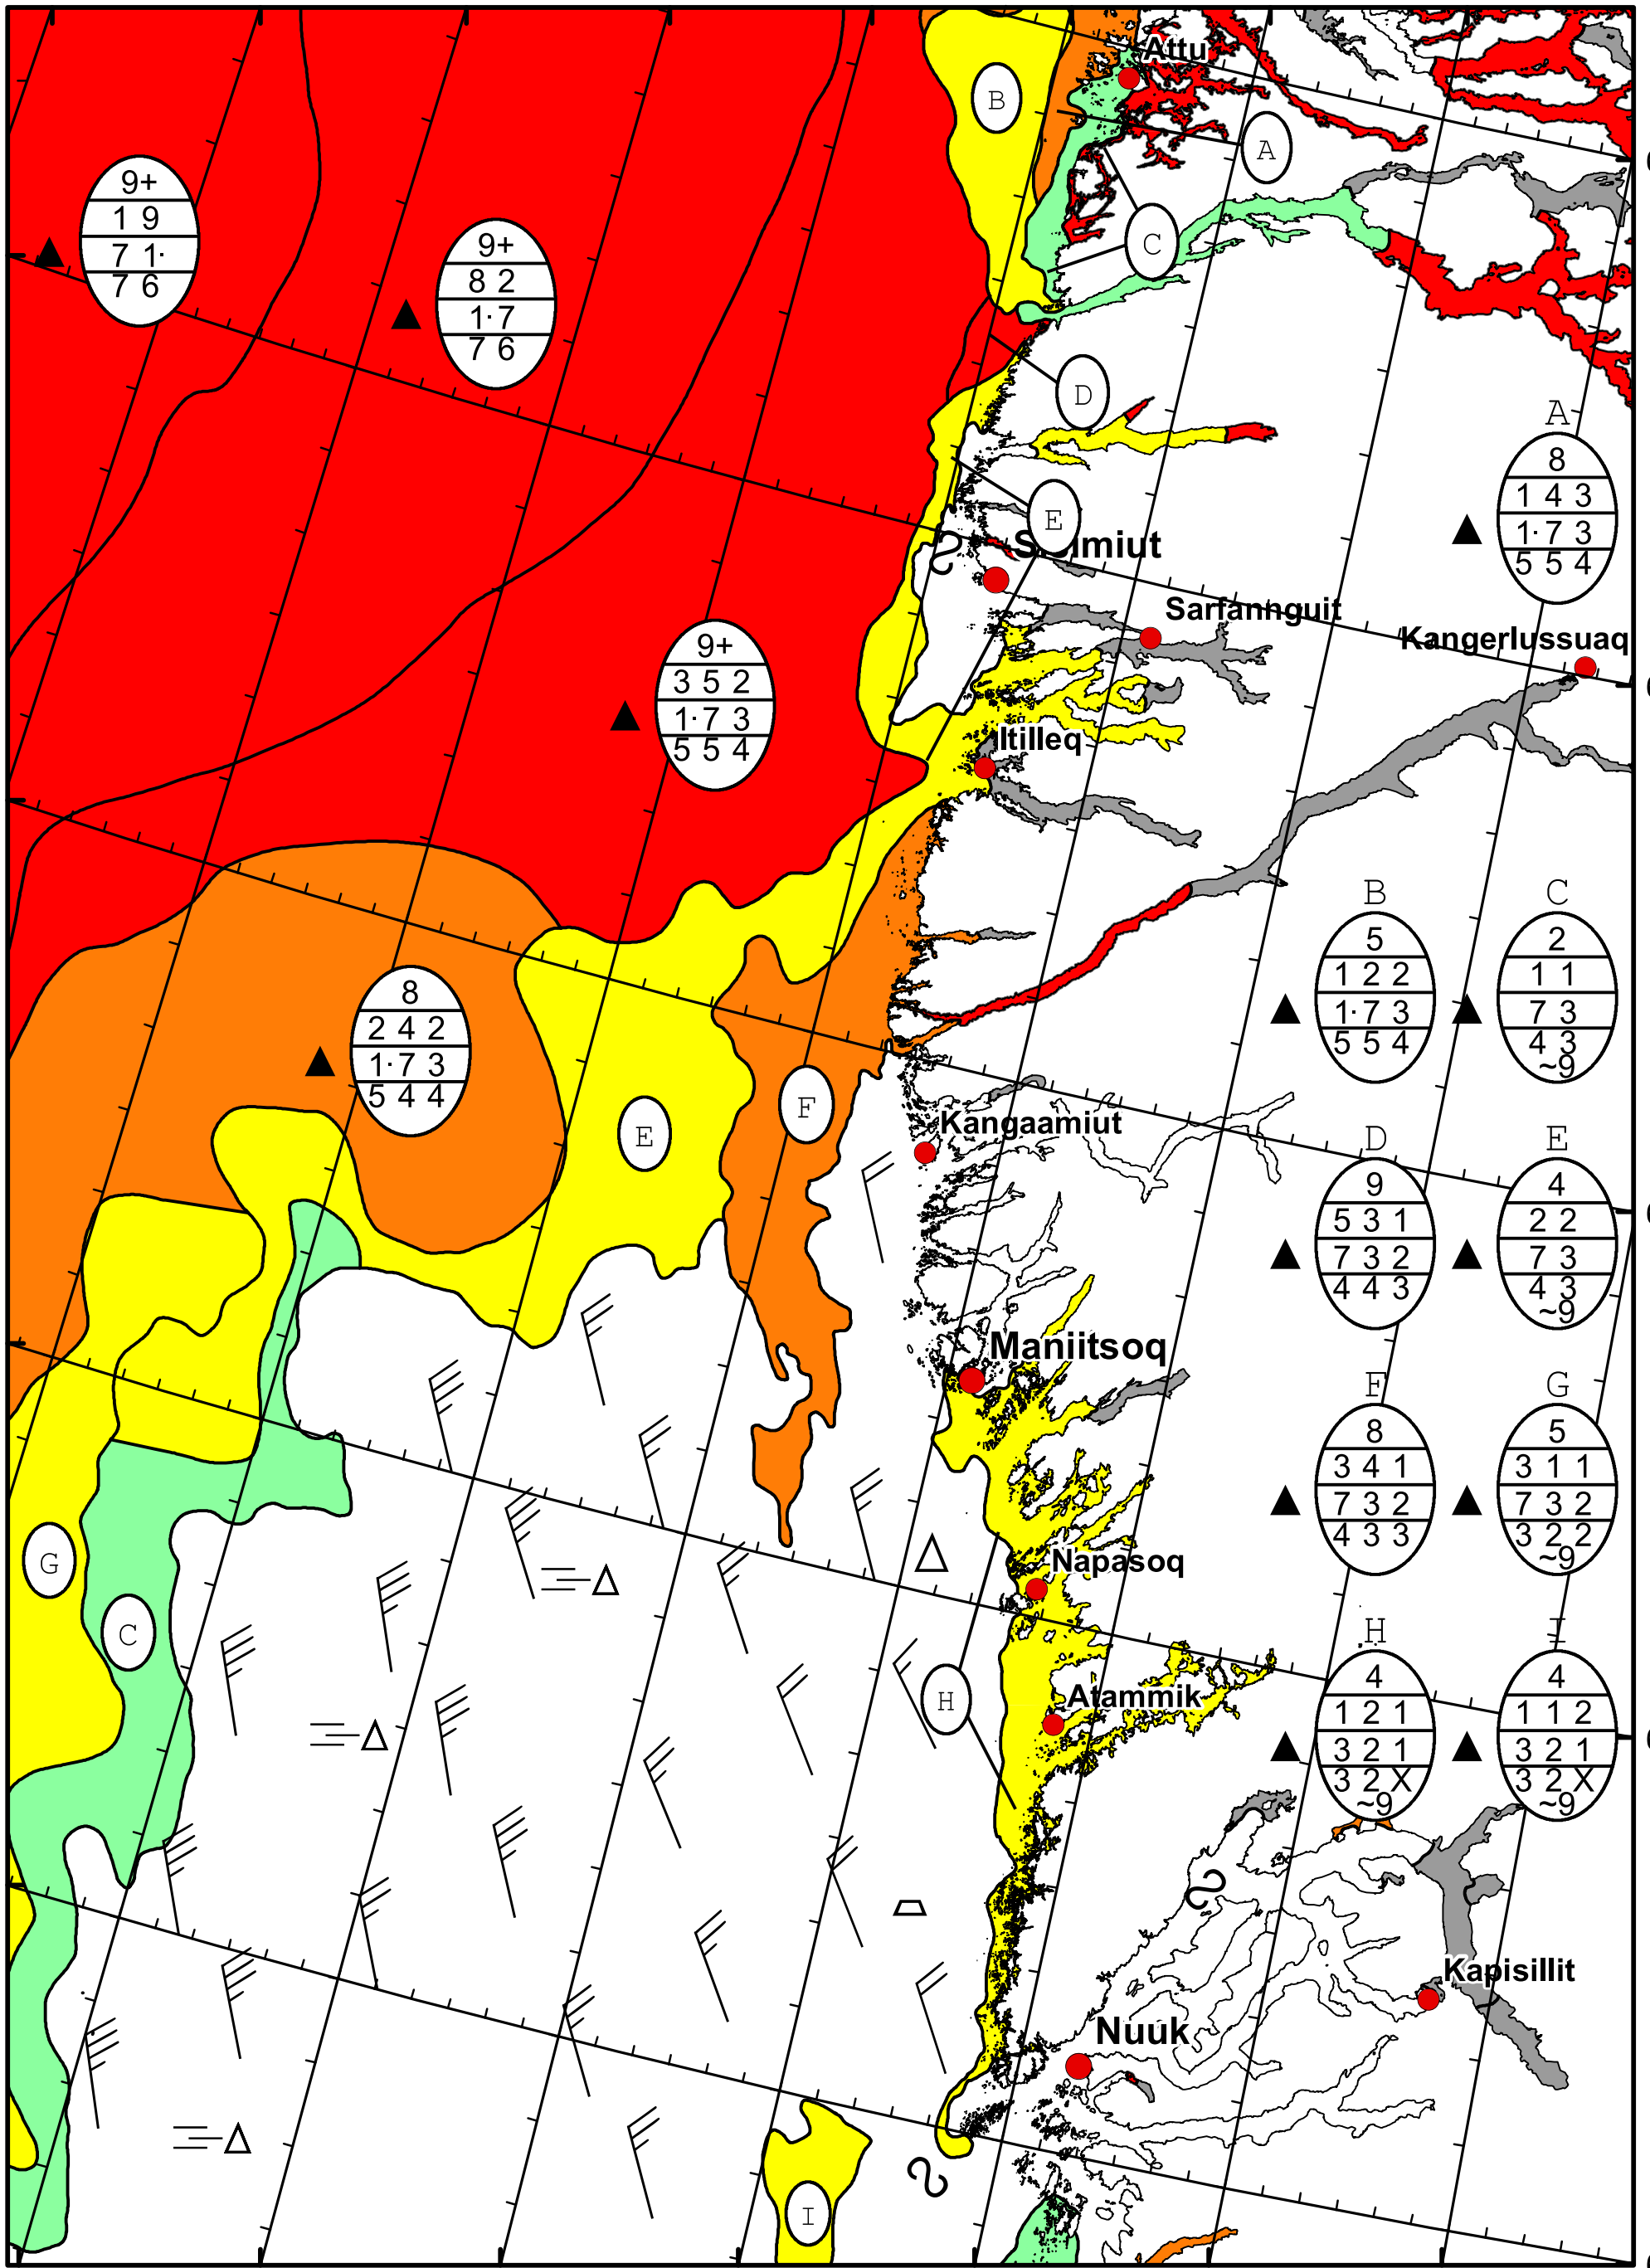 Attu
B
A
9+
1 9
7 1·
7 6
C
9+
8 2
1· 7
7 6
D
A
8
1 4 3
1· 7 3
5 5 4
E
Sisimiut
Sarfannguit
Kangerlussuaq
9+
3 5 2
1· 7 3
5 5 4
Itilleq
B
5
1 2 2
1· 7 3
5 5 4
C
2
1 1
7 3
4 3
~9
8
2 4 2
1· 7 3
5 4 4
F
E
Kangaamiut
D
9
5 3 1
7 3 2
4 4 3
E
4
2 2
7 3
4 3
~9
Maniitsoq
F
8
3 4 1
7 3 2
4 3 3
G
5
3 1 1
7 3 2
3 2 2
~9
G
Napasoq
C
H
Atammik
H
4
1 2 1
3 2 1
3 2 X
~9
I
4
1 1 2
3 2 1
3 2 X
~9
Kapisillit
Nuuk
I